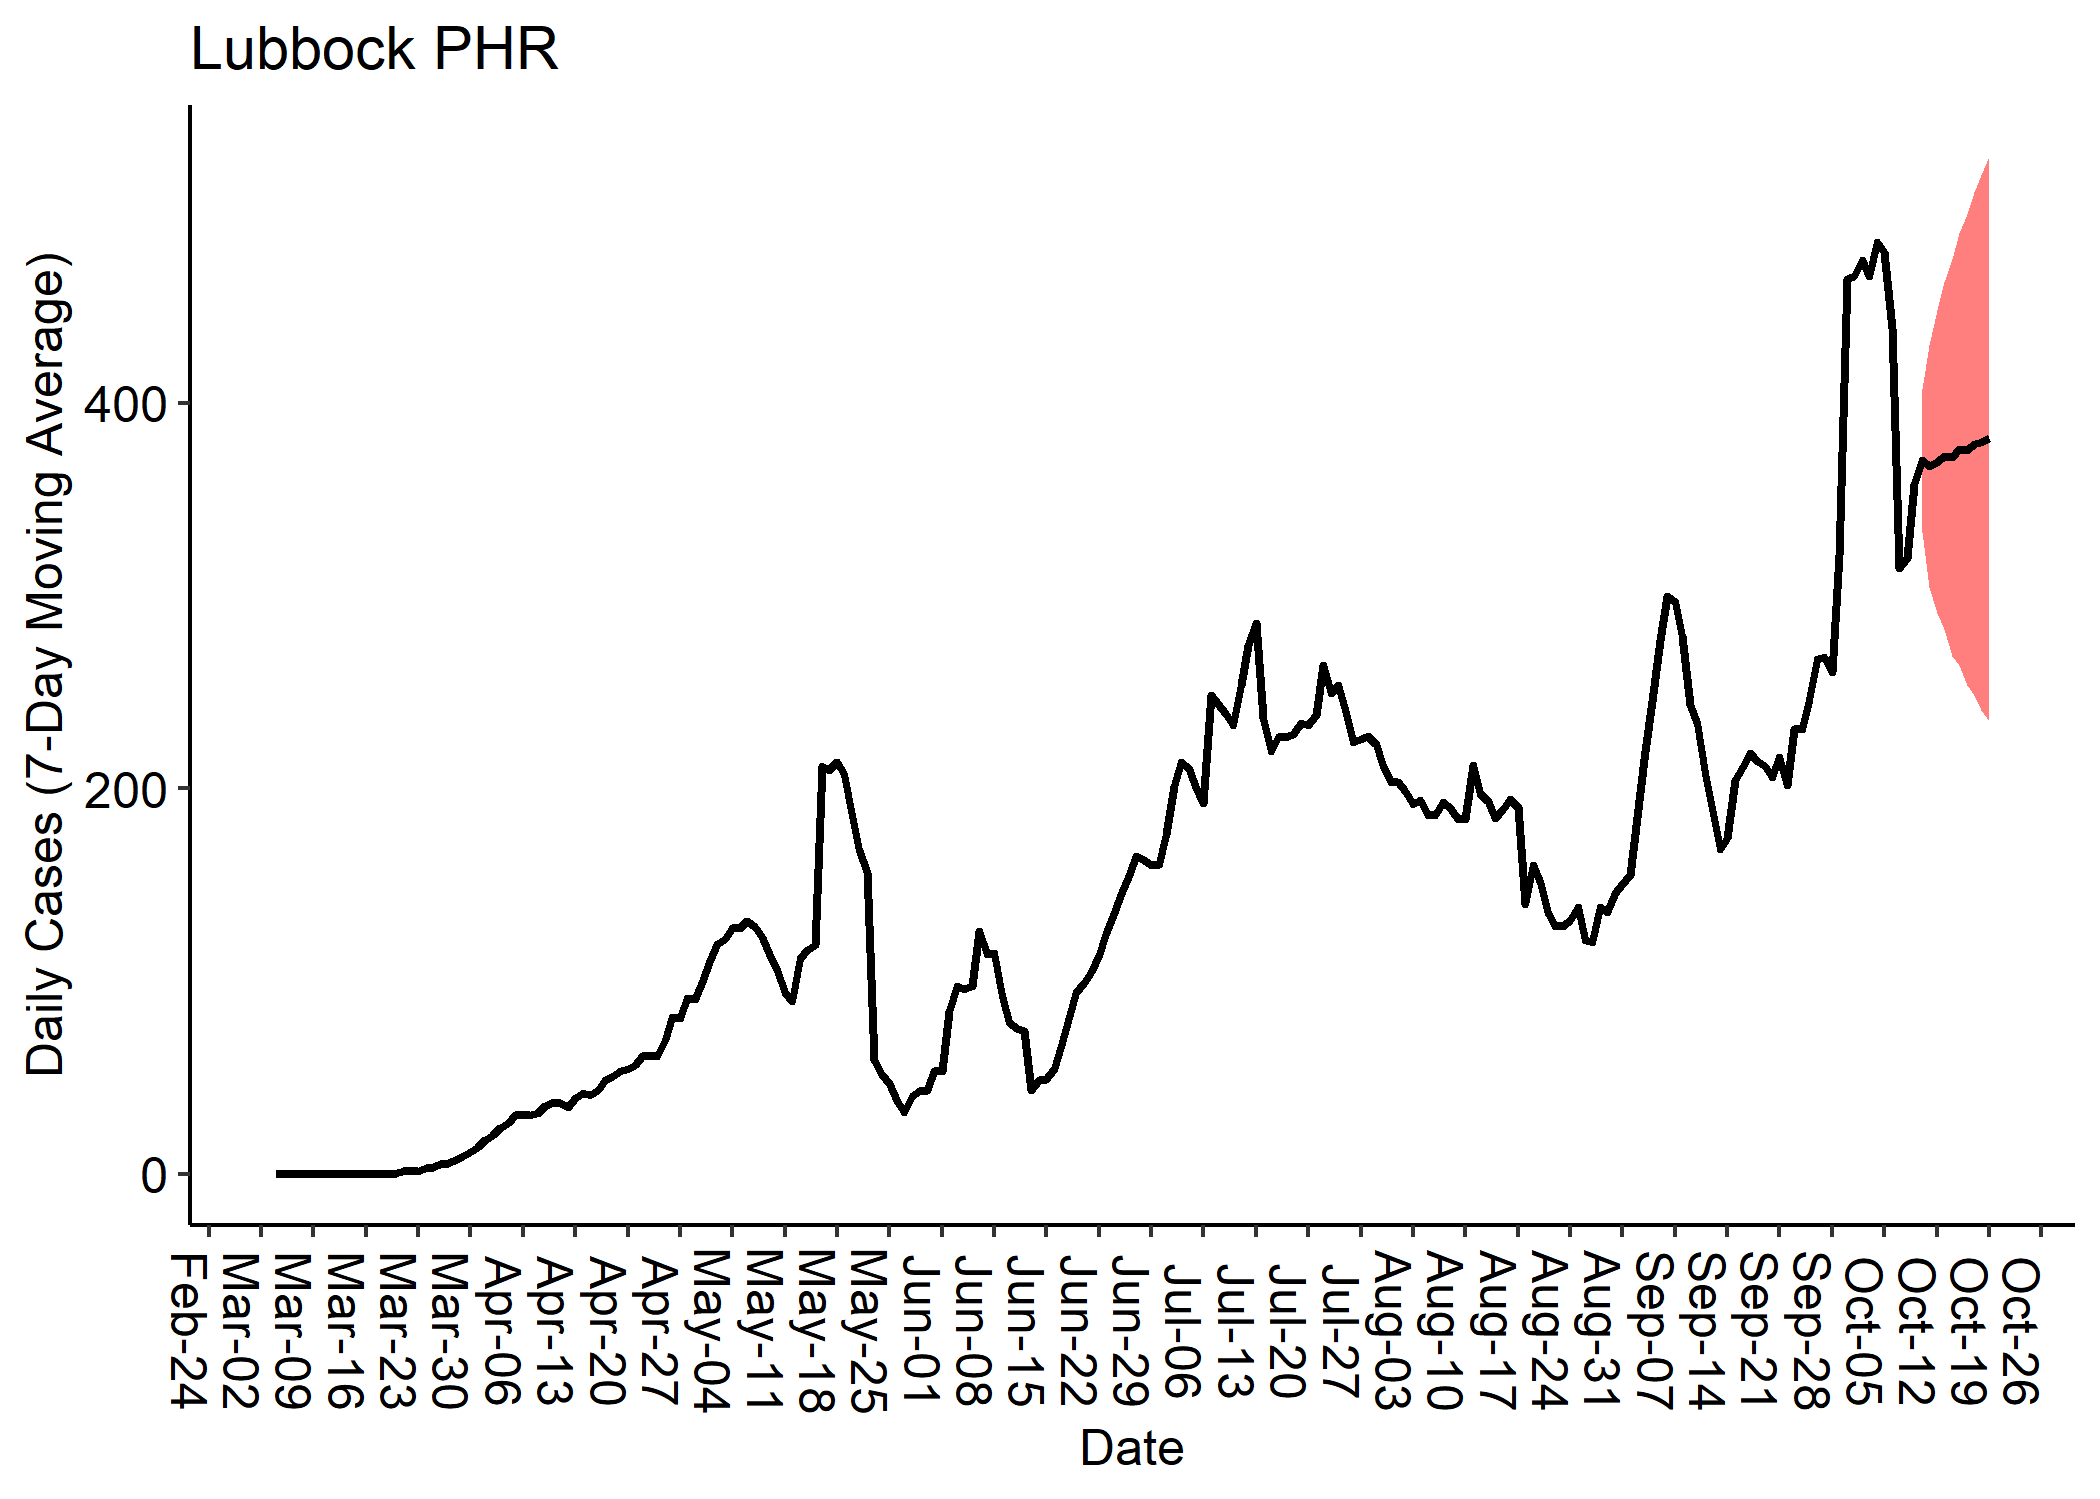 Lubbock PHR
Daily Cases (7-Day Moving Average)
400
200
0
Feb-24
Mar-02
Mar-09
Mar-16
Mar-23
Mar-30
Apr-06
Apr-13
Apr-20
Apr-27
May-04
May-11
May-18
May-25
Jun-01
Jun-08
Jun-15
Jun-22
Jun-29
Jul-06
Jul-13
Jul-20
Jul-27
Aug-03
Aug-10
Aug-17
Aug-24
Aug-31
Sep-07
Sep-14
Sep-21
Sep-28
Oct-05
Oct-12
Oct-19
Oct-26
Date